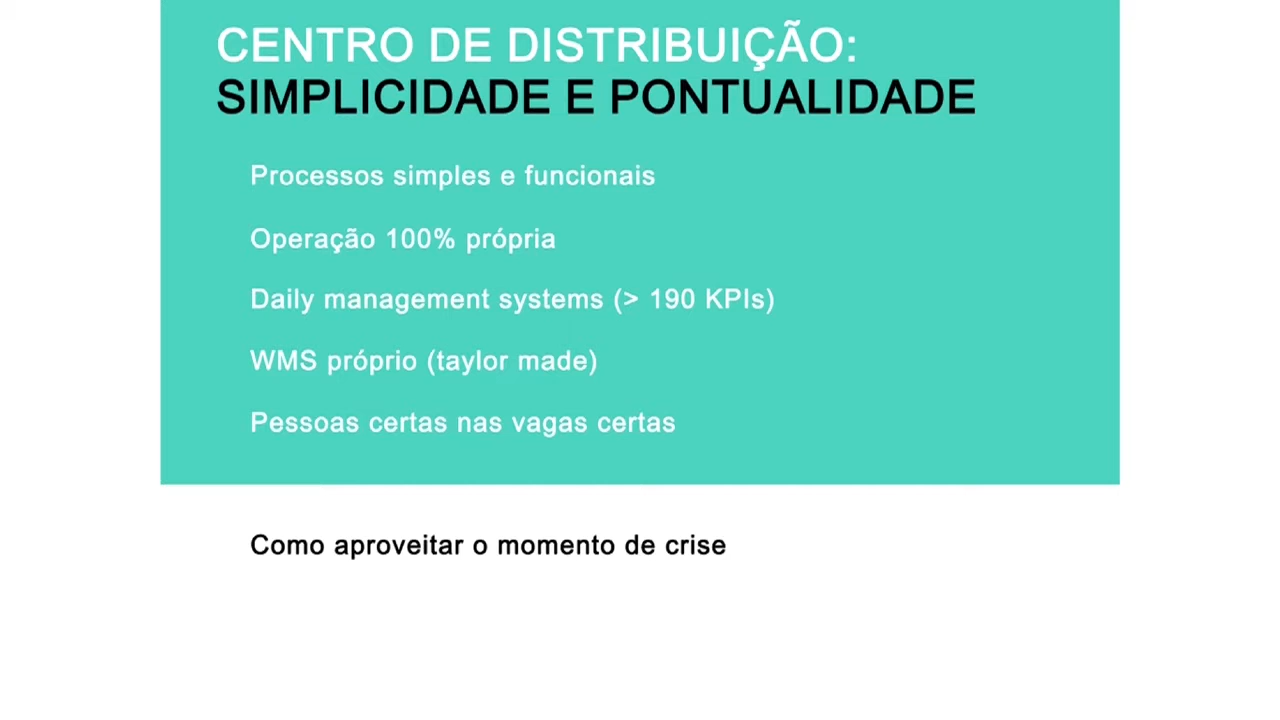 CENTRO DE DISTRIBUIÇÃO:
SIMPLICIDADE E PONTUALIDADE
Processos simples e funcionais
Operação 100% própria
Daily management systems (> 190 KPIs)
WMS próprio (taylor made)
Pessoas certas nas vagas certas
Como aproveitar o momento de crise